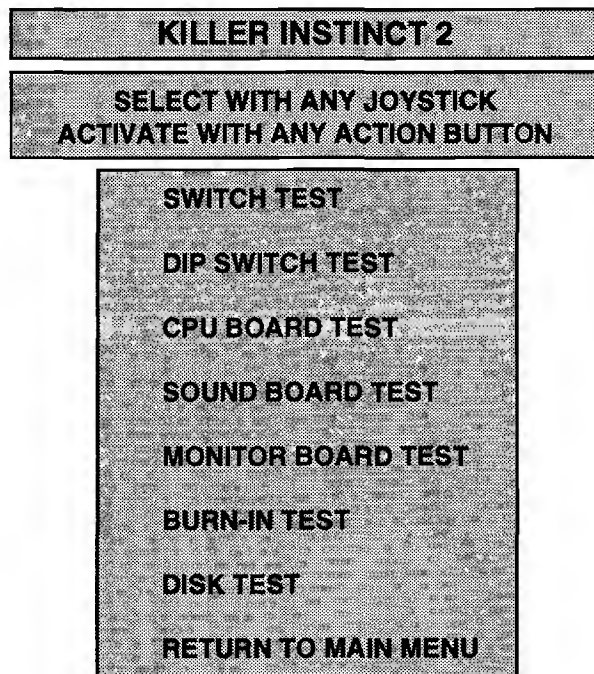 KILLER INSTINCT 2
SELECT WITH ANY JOYSTICK
ACTIVATE WITH ANY ACTION BUTTON
SWITCH TEST
DIP SWITCH TEST
CPU BOARD TEST
SOUND BOARD TEST
MONITOR BOARD TEST
BURN-IN TEST
DISK TEST
RETURN TO MAIN MENU